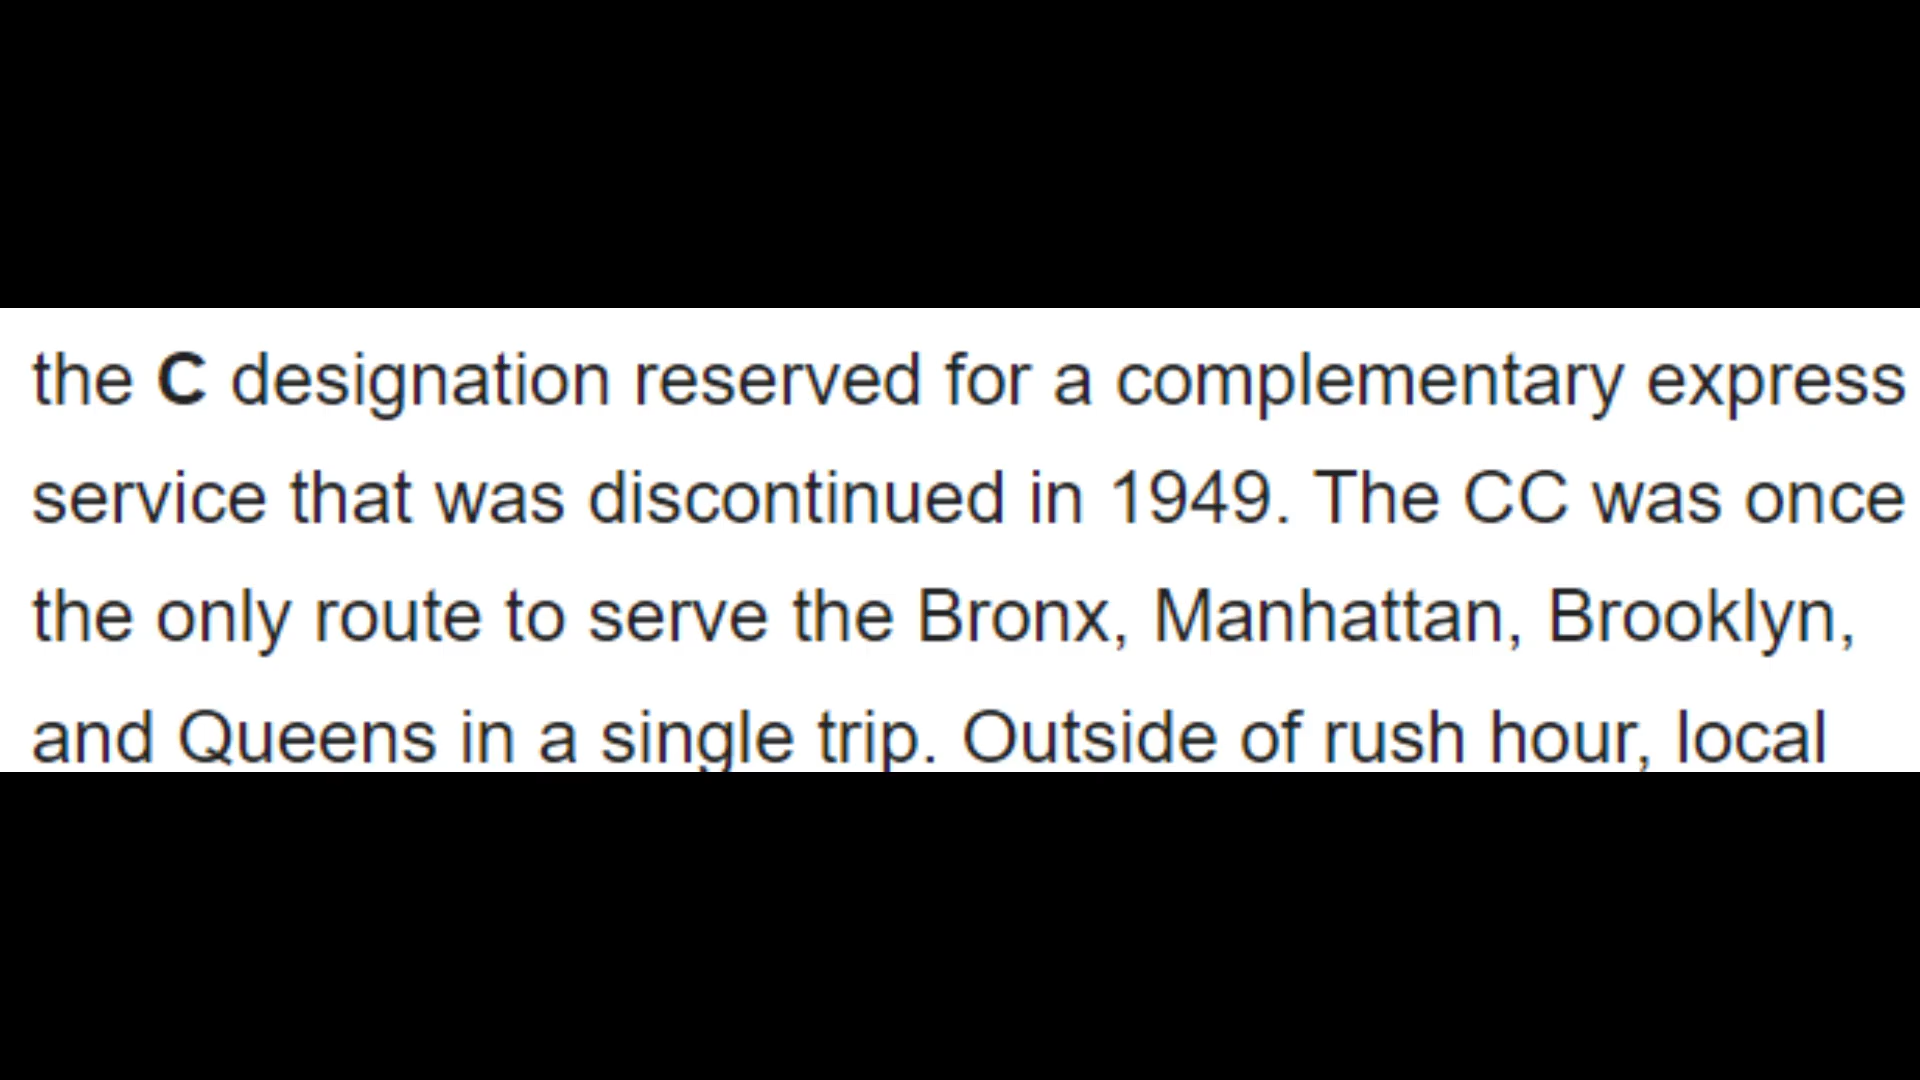 the C designation reserved for a complementary express
service that was discontinued in 1949. The CC was once
the only route to serve the Bronx, Manhattan, Brooklyn,
and Queens in a single trip. Outside of rush hour, local